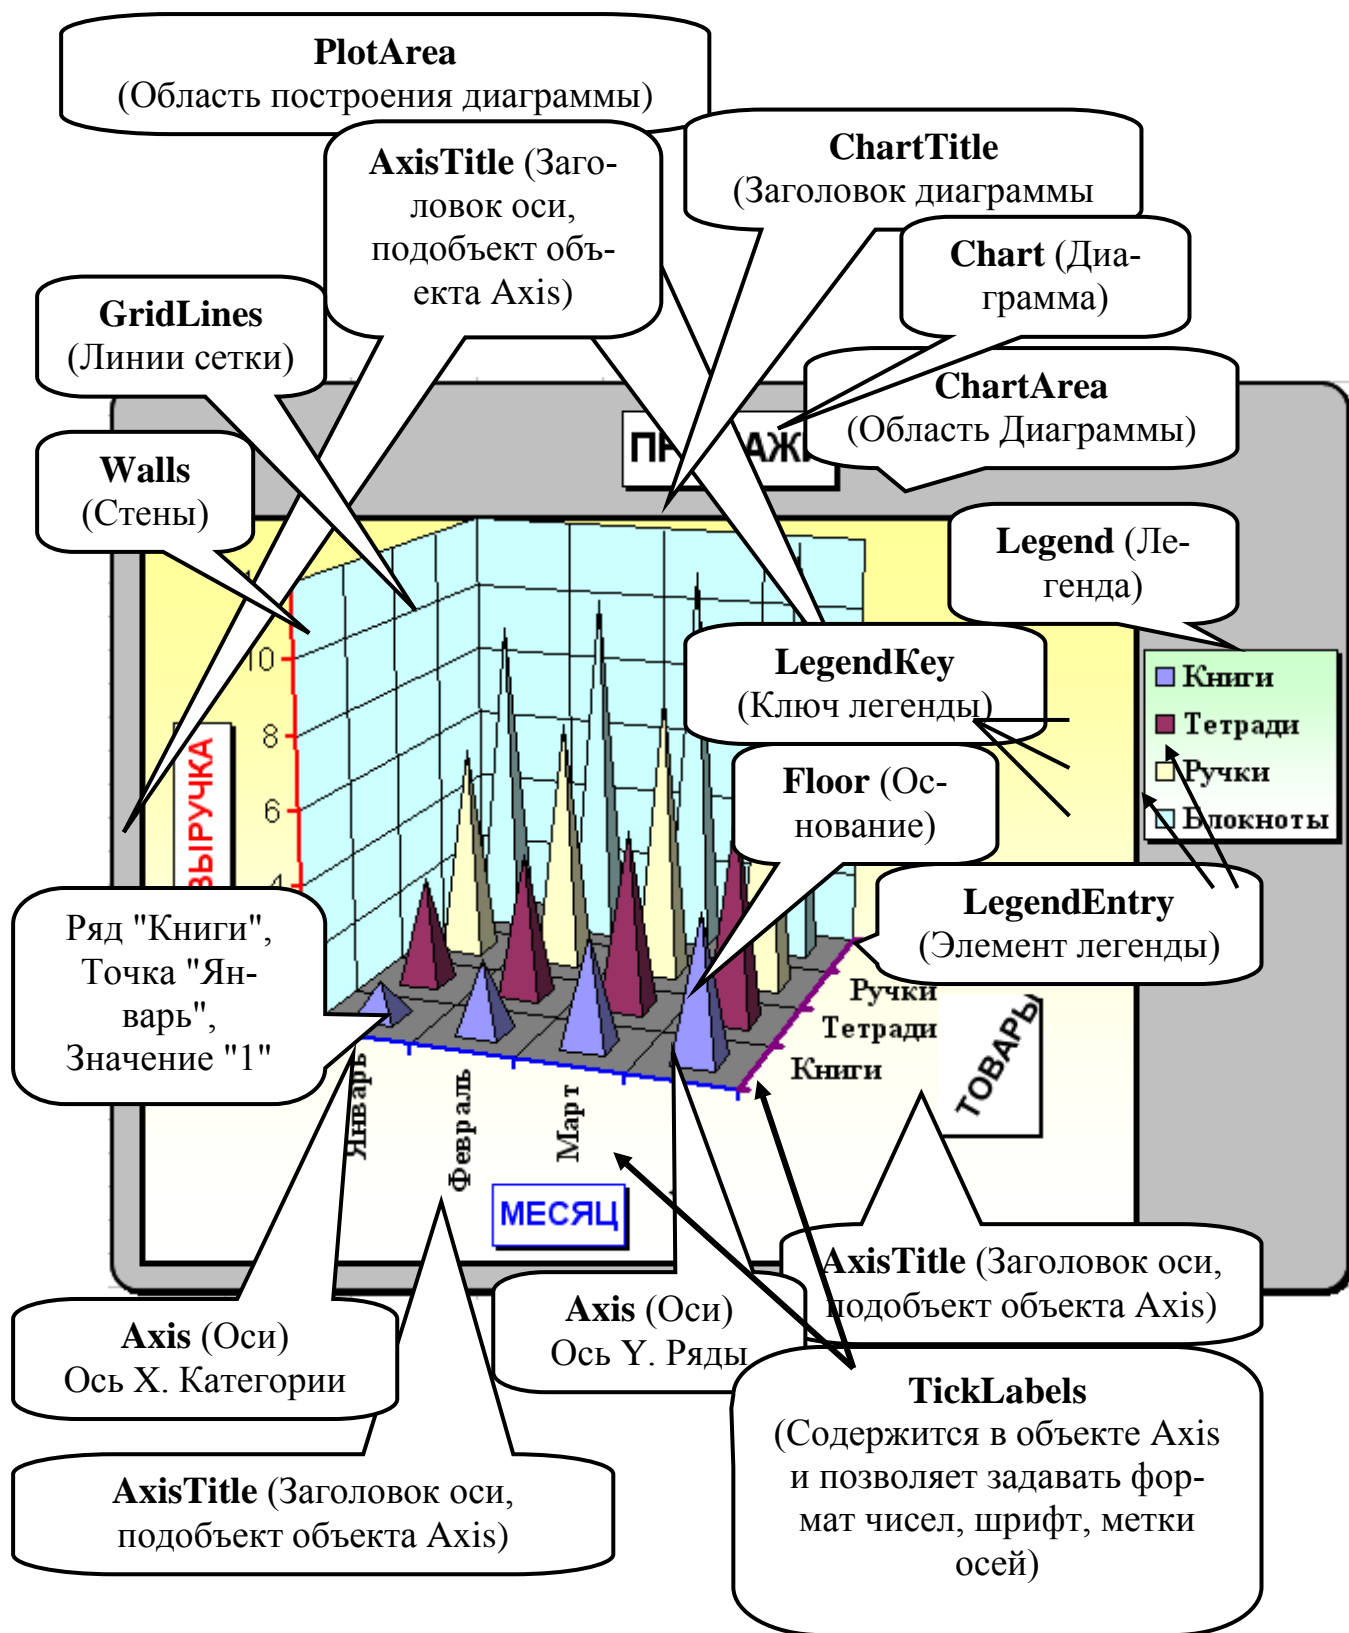 PlotArea
(Область построения диаграммы)
AxisTitle (Заго-
ловок оси,
подобъект объ-
екта Axis)
ChartTitle
(Заголовок диаграммы
Chart (Диа-
грамма)
GridLines
(Линии сетки)
ChartArea
(Область Диаграммы)
Walls
(Стены)
Legend (Ле-
генда)
10
8
6
LegendKey
(Ключ легенды)
Книги
Тетради
Ручки
Блокноты
ВЫРУЧКА
Floor (Ос-
нование)
LegendEntry
(Элемент легенды)
Ряд "Книги",
Точка "Ян-
варь",
Значение "1"
Ручки
Тетради
Книги
ТОВАРЫ
Январь
Февраль
Март
МЕСЯЦ
AxisTitle (Заголовок оси,
подобъект объекта Axis)
Axis (Оси)
Ось X. Категории
Axis (Оси)
Ось Y. Ряды
TickLabels
(Содержится в объекте Axis
и позволяет задавать фор-
мат чисел, шрифт, метки
осей)
AxisTitle (Заголовок оси,
подобъект объекта Axis)